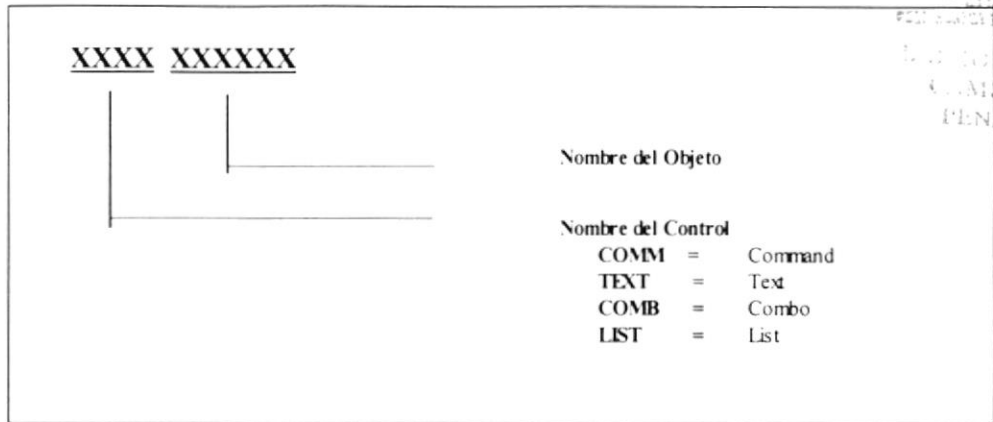 XXXX XXXXXX
Nombre del Objeto
Nombre del Control
COMM = Command
TEXT = Text
COMB = Combo
LIST = List